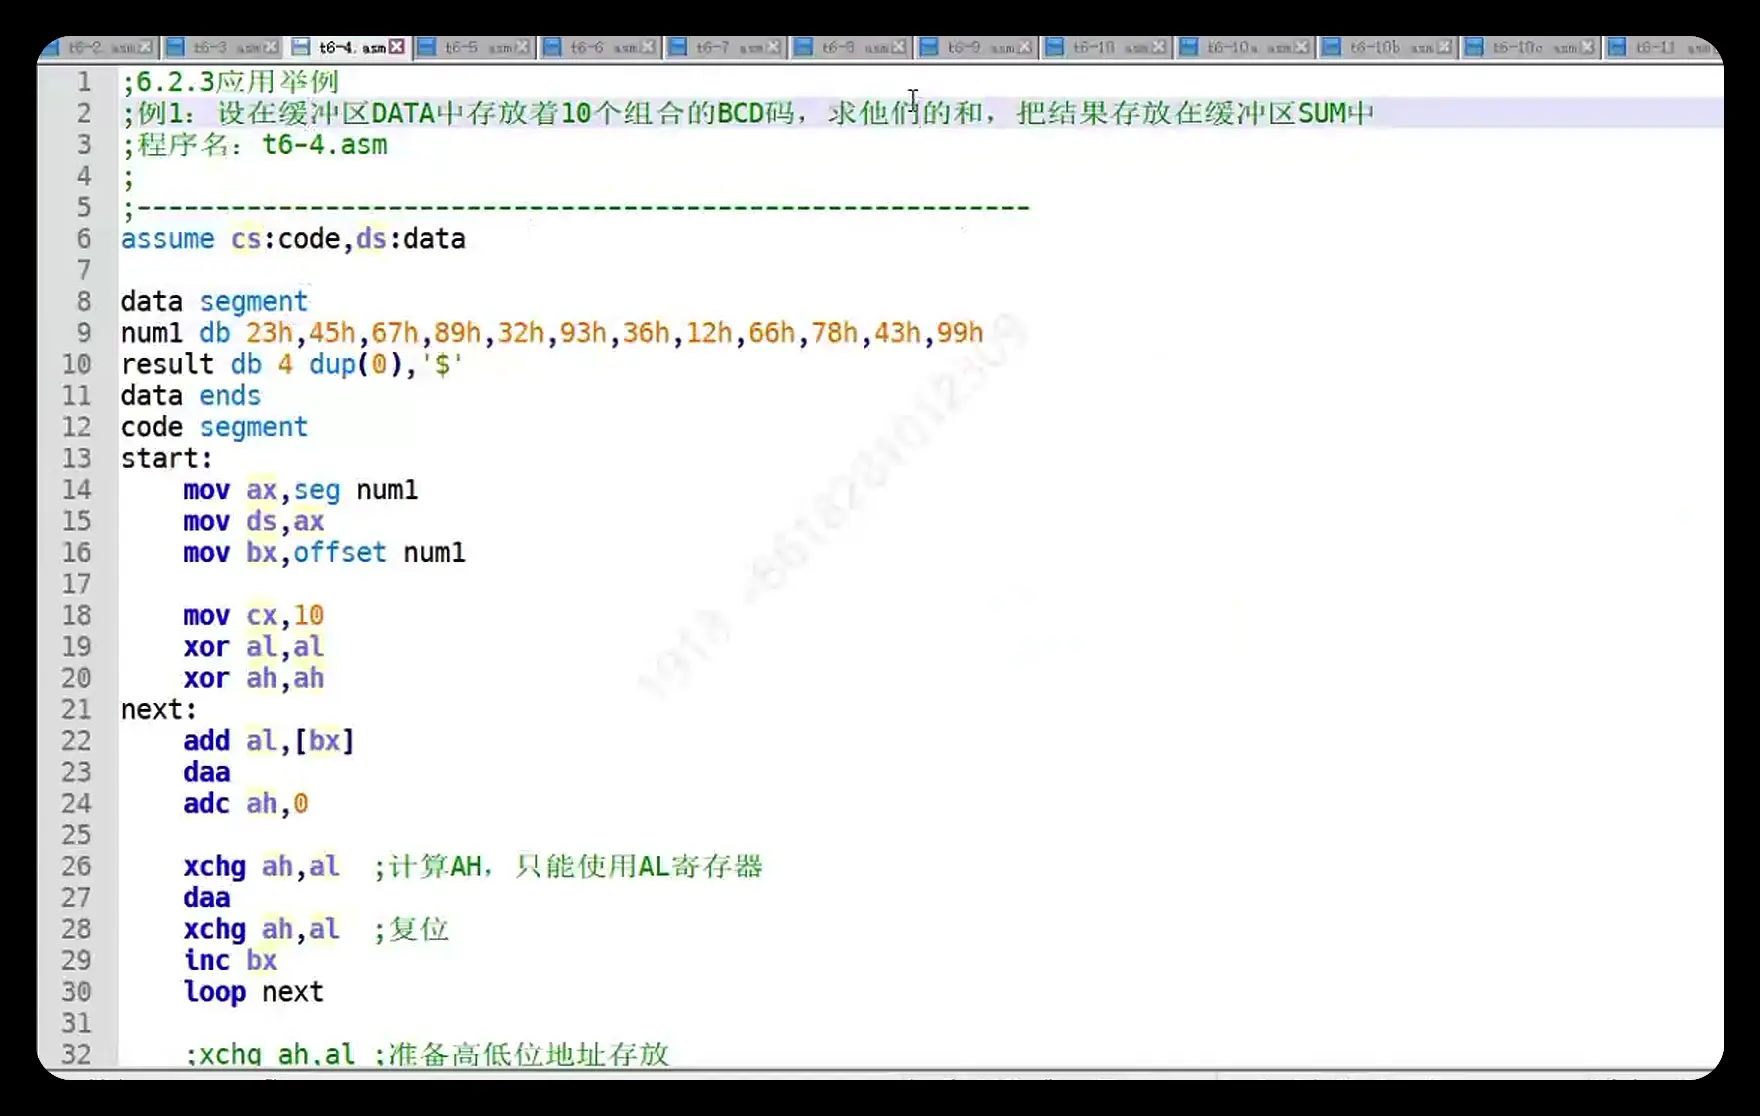 t6-2. asm t6-3 asm t6-4. asm t6-5 asm t6-6 asm t6-7 asm t6-8 asm t6-9 asm t6-10 asm t6-10a asm t6-10b asm t6-10c asm t6-11 asm
1 ;6.2.3应用举例
2 ;例1：设在缓冲区DATA中存放着10个组合的BCD码，求他们的和，把结果存放在缓冲区SUM中
3 ;程序名：t6-4.asm
4 ;
5 ;---------------------------------------------------------
6 assume cs:code,ds:data
7
8 data segment
9 num1 db 23h,45h,67h,89h,32h,93h,36h,12h,66h,78h,43h,99h
10 result db 4 dup(0),'$'
11 data ends
12 code segment
13 start:
14 mov ax,seg num1
15 mov ds,ax
16 mov bx,offset num1
17
18 mov cx,10
19 xor al,al
20 xor ah,ah
21 next:
22 add al,[bx]
23 daa
24 adc ah,0
25
26 xchg ah,al ;计算AH，只能使用AL寄存器
27 daa
28 xchg ah,al ;复位
29 inc bx
30 loop next
31
32 ;xchg ah,al ;准备高低位地址存放